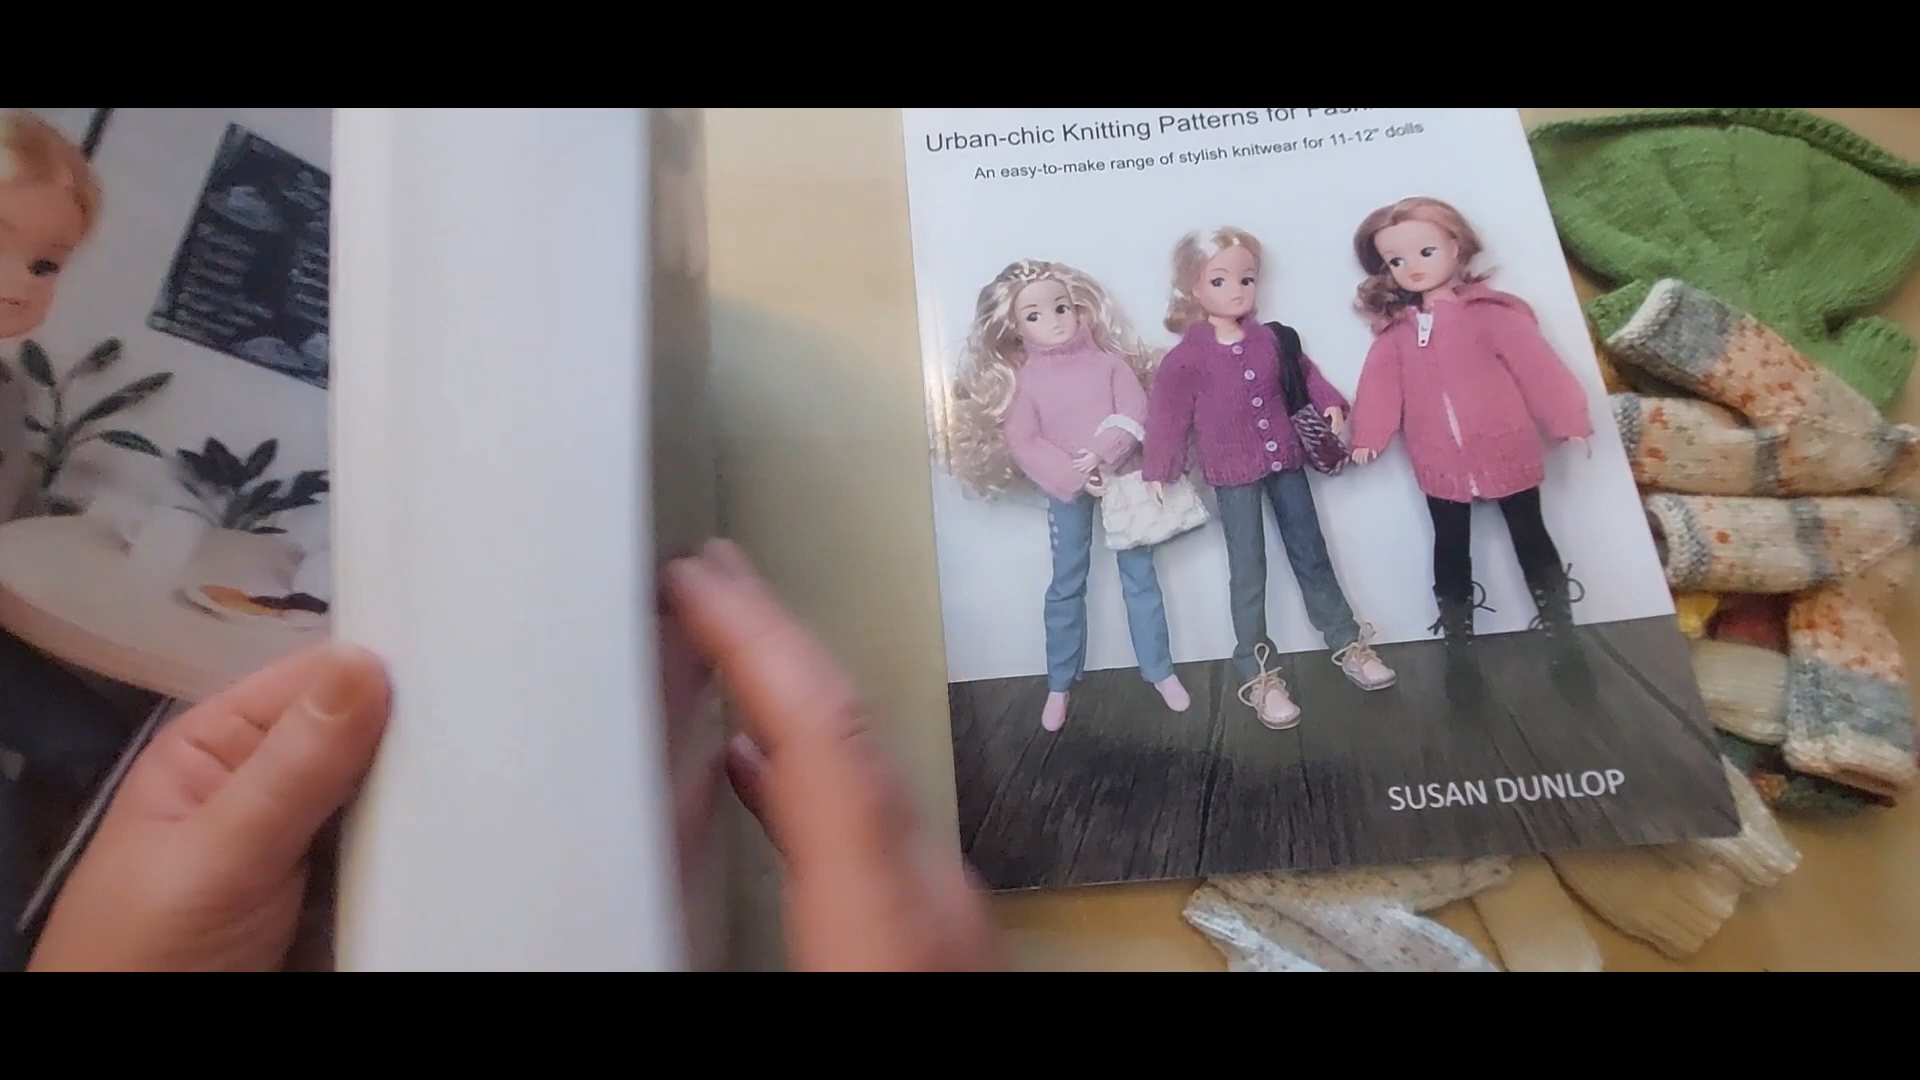 Urban-chic Knitting Patterns for
An easy-to-make range of stylish knitwear for 11-12" dolls
SUSAN DUNLOP